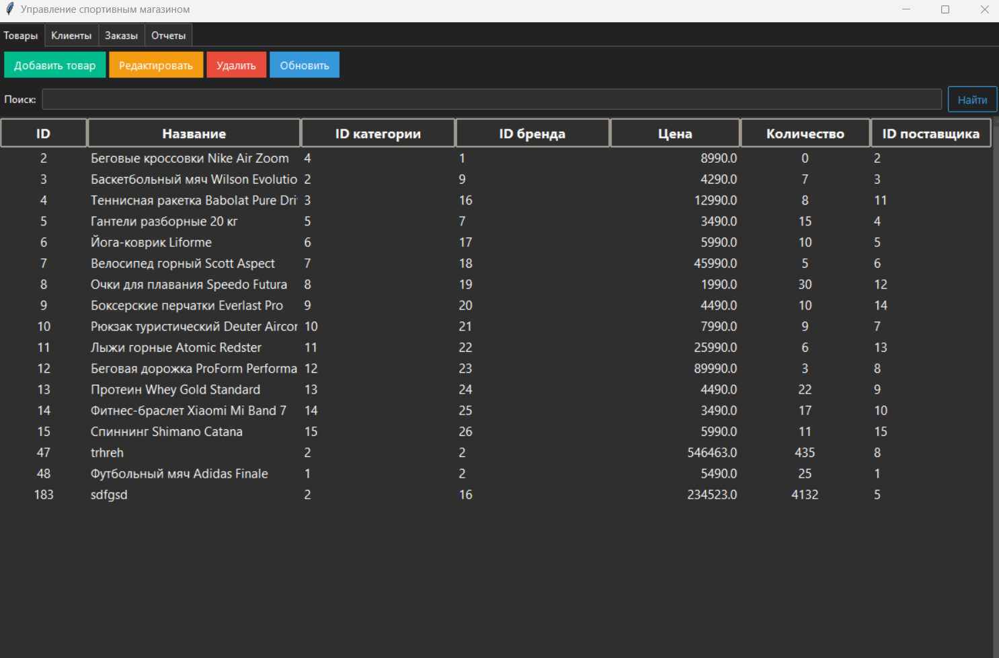 Управление спортивным магазином
Товары Клиенты Заказы Отчеты
Добавить товар Редактировать Удалить Обновить
Поиск: Найти
ID Название ID категории ID бренда Цена Количество ID поставщика
2 Беговые кроссовки Nike Air Zoom 4 1 8990.0 0 2
3 Баскетбольный мяч Wilson Evolutio 2 9 4290.0 7 3
4 Теннисная ракетка Babolat Pure Dri 3 16 12990.0 8 11
5 Гантели разборные 20 кг 5 7 3490.0 15 4
6 Йога-коврик Liforme 6 17 5990.0 10 5
7 Велосипед горный Scott Aspect 7 18 45990.0 5 6
8 Очки для плавания Speedo Futura 8 19 1990.0 30 12
9 Боксерские перчатки Everlast Pro 9 20 4490.0 10 14
10 Рюкзак туристический Deuter Aircor 10 21 7990.0 9 7
11 Лыжи горные Atomic Redster 11 22 25990.0 6 13
12 Беговая дорожка ProForm Performa 12 23 89990.0 3 8
13 Протеин Whey Gold Standard 13 24 4490.0 22 9
14 Фитнес-браслет Xiaomi Mi Band 7 14 25 3490.0 17 10
15 Спиннинг Shimano Catana 15 26 5990.0 11 15
47 trhreh 2 2 546463.0 435 8
48 Футбольный мяч Adidas Finale 1 2 5490.0 25 1
183 sdfgsd 2 16 234523.0 4132 5